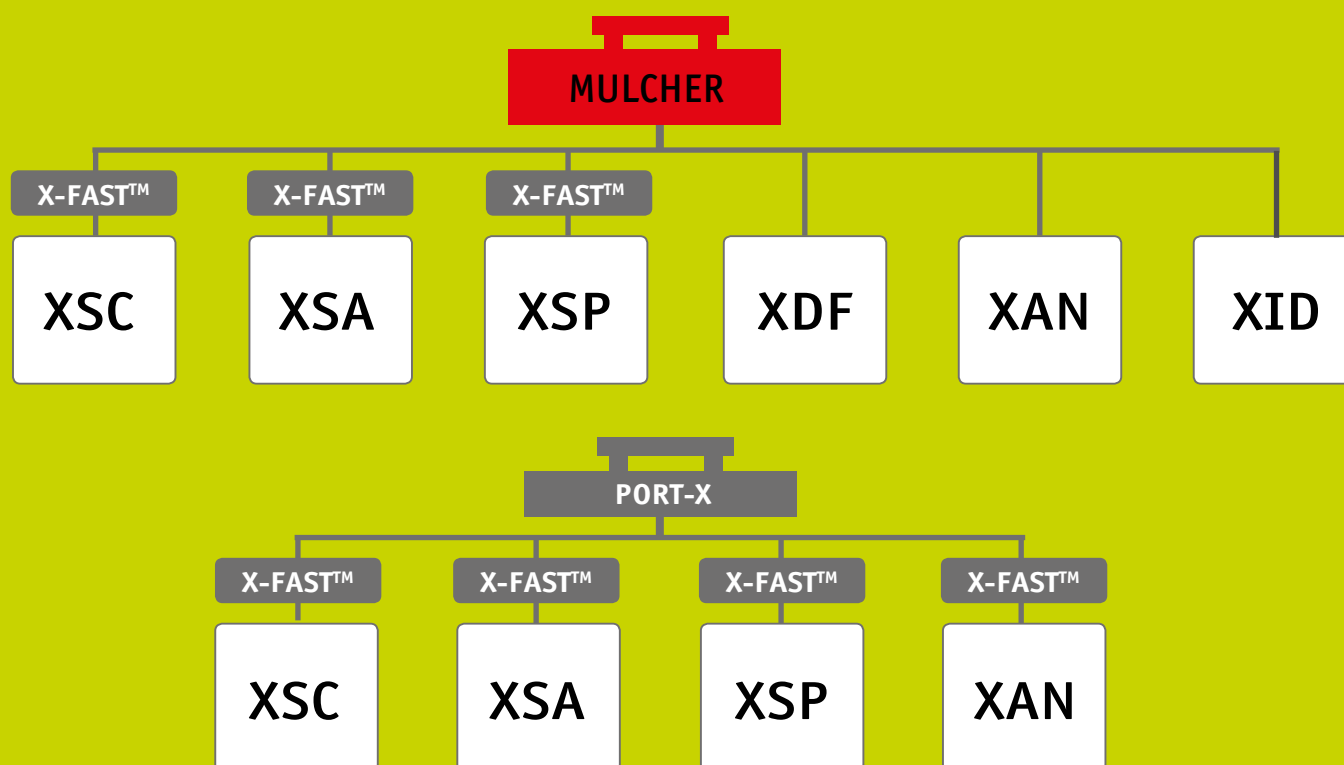 MULCHER
X-FAST™ X-FAST™ X-FAST™
XSC XSA XSP XDF XAN XID
PORT-X
X-FAST™ X-FAST™ X-FAST™ X-FAST™
XSC XSA XSP XAN